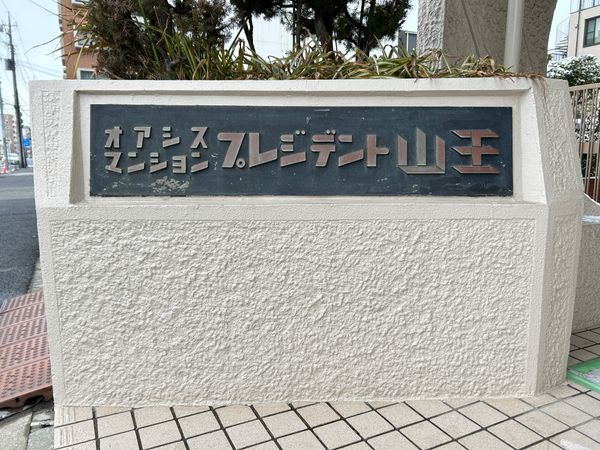 オアシス
マンション
プレジデント山王